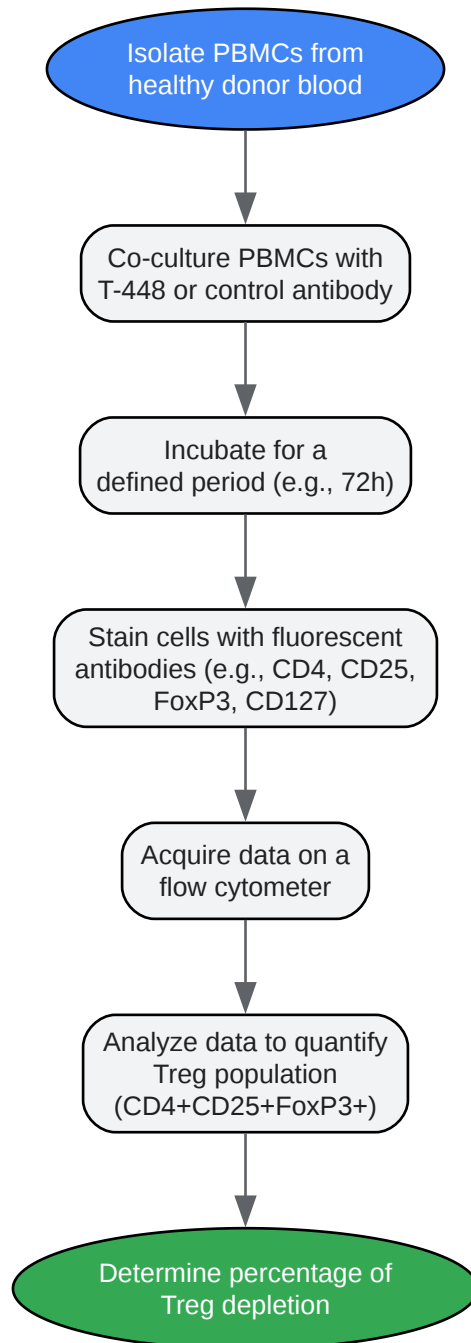 Isolate PBMCs from
healthy donor blood
Co-culture PBMCs with
T-448 or control antibody
Incubate for a
defined period (e.g., 72h)
Stain cells with fluorescent
antibodies (e.g., CD4, CD25,
FoxP3, CD127)
Acquire data on a
flow cytometer
Analyze data to quantify
Treg population
(CD4+CD25+FoxP3+)
Determine percentage of
Treg depletion